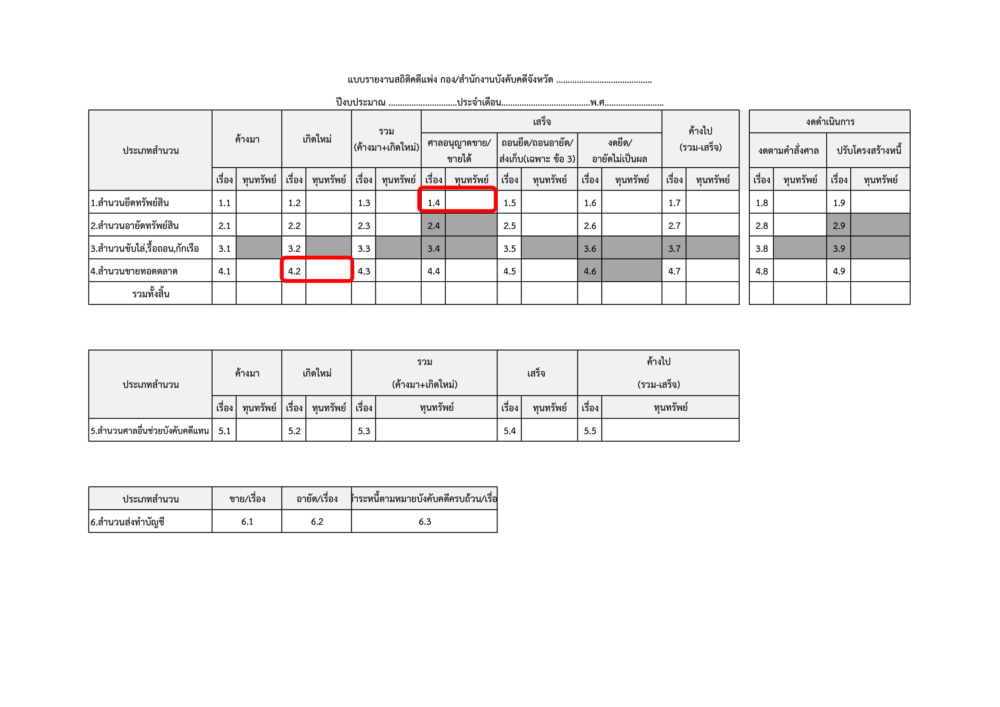 แบบรายงานสถิติคดีแพ่ง กอง/สำนักงานบังคับคดีจังหวัด ..........................................
ปีงบประมาณ ..............................ประจำเดือน.......................................พ.ศ..........................
ประเภทสำนวน ค้างมา เกิดใหม่ รวม (ค้างมา+เกิดใหม่) เสร็จ ค้างไป (รวม-เสร็จ) งดดำเนินการ
ศาลอนุญาตขาย/ ขายได้ ถอนยึด/ถอนอายัด/ ส่งเก็บ(เฉพาะ ข้อ 3) งดยึด/ อายัดไม่เป็นผล งดตามคำสั่งศาล ปรับโครงสร้างหนี้
เรื่อง ทุนทรัพย์ เรื่อง ทุนทรัพย์ เรื่อง ทุนทรัพย์ เรื่อง ทุนทรัพย์ เรื่อง ทุนทรัพย์ เรื่อง ทุนทรัพย์ เรื่อง ทุนทรัพย์ เรื่อง ทุนทรัพย์ เรื่อง ทุนทรัพย์
1.สำนวนยึดทรัพย์สิน 1.1 1.2 1.3 1.4 1.5 1.6 1.7 1.8 1.9
2.สำนวนอายัดทรัพย์สิน 2.1 2.2 2.3 2.4 2.5 2.6 2.7 2.8 2.9
3.สำนวนขับไล่,รื้อถอน,กักเรือ 3.1 3.2 3.3 3.4 3.5 3.6 3.7 3.8 3.9
4.สำนวนขายทอดตลาด 4.1 4.2 4.3 4.4 4.5 4.6 4.7 4.8 4.9
รวมทั้งสิ้น
ประเภทสำนวน ค้างมา เกิดใหม่ รวม (ค้างมา+เกิดใหม่) เสร็จ ค้างไป (รวม-เสร็จ)
เรื่อง ทุนทรัพย์ เรื่อง ทุนทรัพย์ เรื่อง ทุนทรัพย์ เรื่อง ทุนทรัพย์ เรื่อง ทุนทรัพย์
5.สำนวนศาลอื่นช่วยบังคับคดีแทน 5.1 5.2 5.3 5.4 5.5
ประเภทสำนวน ขาย/เรื่อง อายัด/เรื่อง ำระหนี้ตามหมายบังคับคดีครบถ้วน/เรื่อ
6.สำนวนส่งทำบัญชี 6.1 6.2 6.3